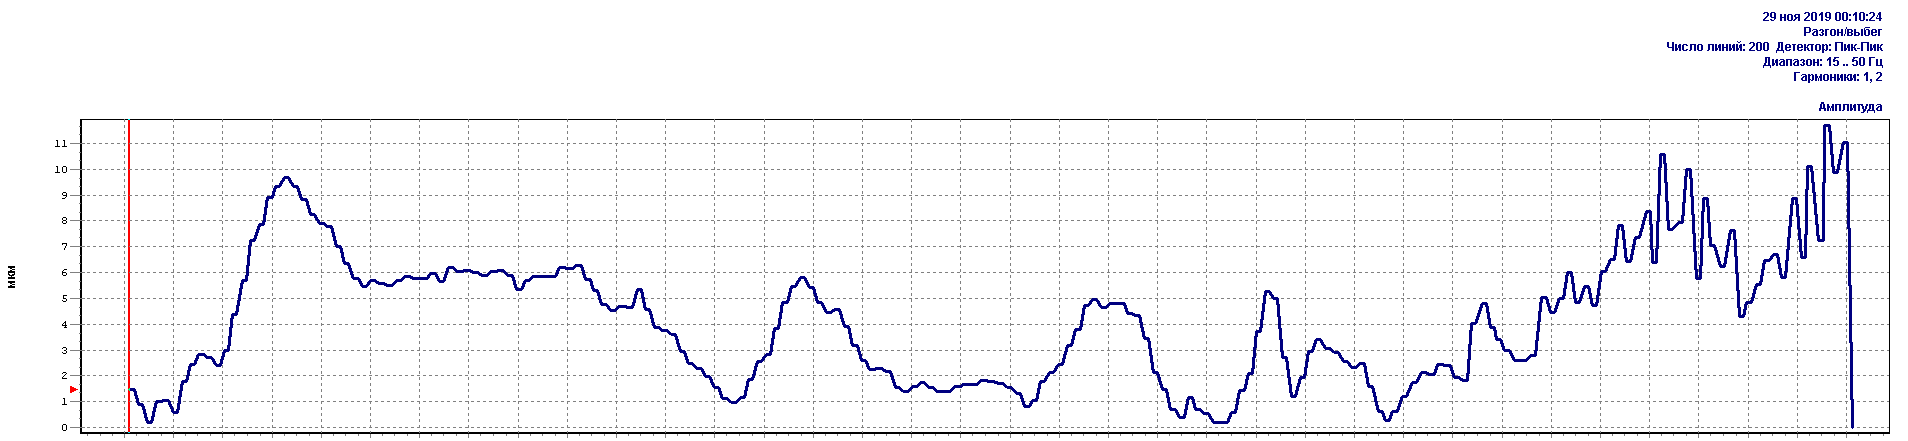 29 ноя 2019 00:10:24
Разгон/выбег
Число линий: 200 Детектор: Пик-Пик
Диапазон: 15 .. 50 Гц
Гармоники: 1, 2
Амплитуда
11
10
9
8
7
6
мкм
5
4
3
2
1
0